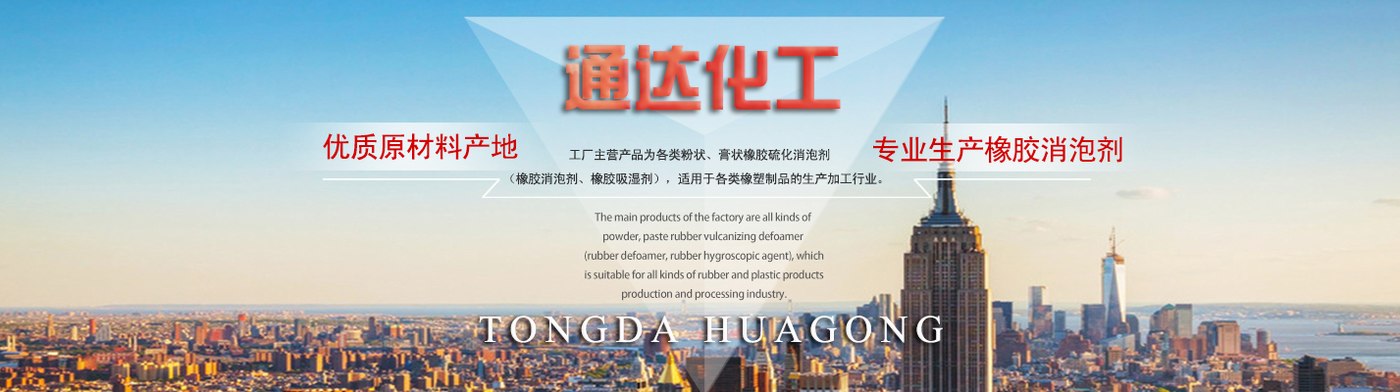 通达化工
优质原材料产地
专业生产橡胶消泡剂
工厂主营产品为各类粉状、膏状橡胶硫化消泡剂
（橡胶消泡剂、橡胶吸湿剂），适用于各类橡塑制品的生产加工行业。
The main products of the factory are all kinds of
powder, paste rubber vulcanizing defoamer
(rubber defoamer, rubber hygroscopic agent), which
is suitable for all kinds of rubber and plastic products
production and processing industry.
TONGDA HUAGONG